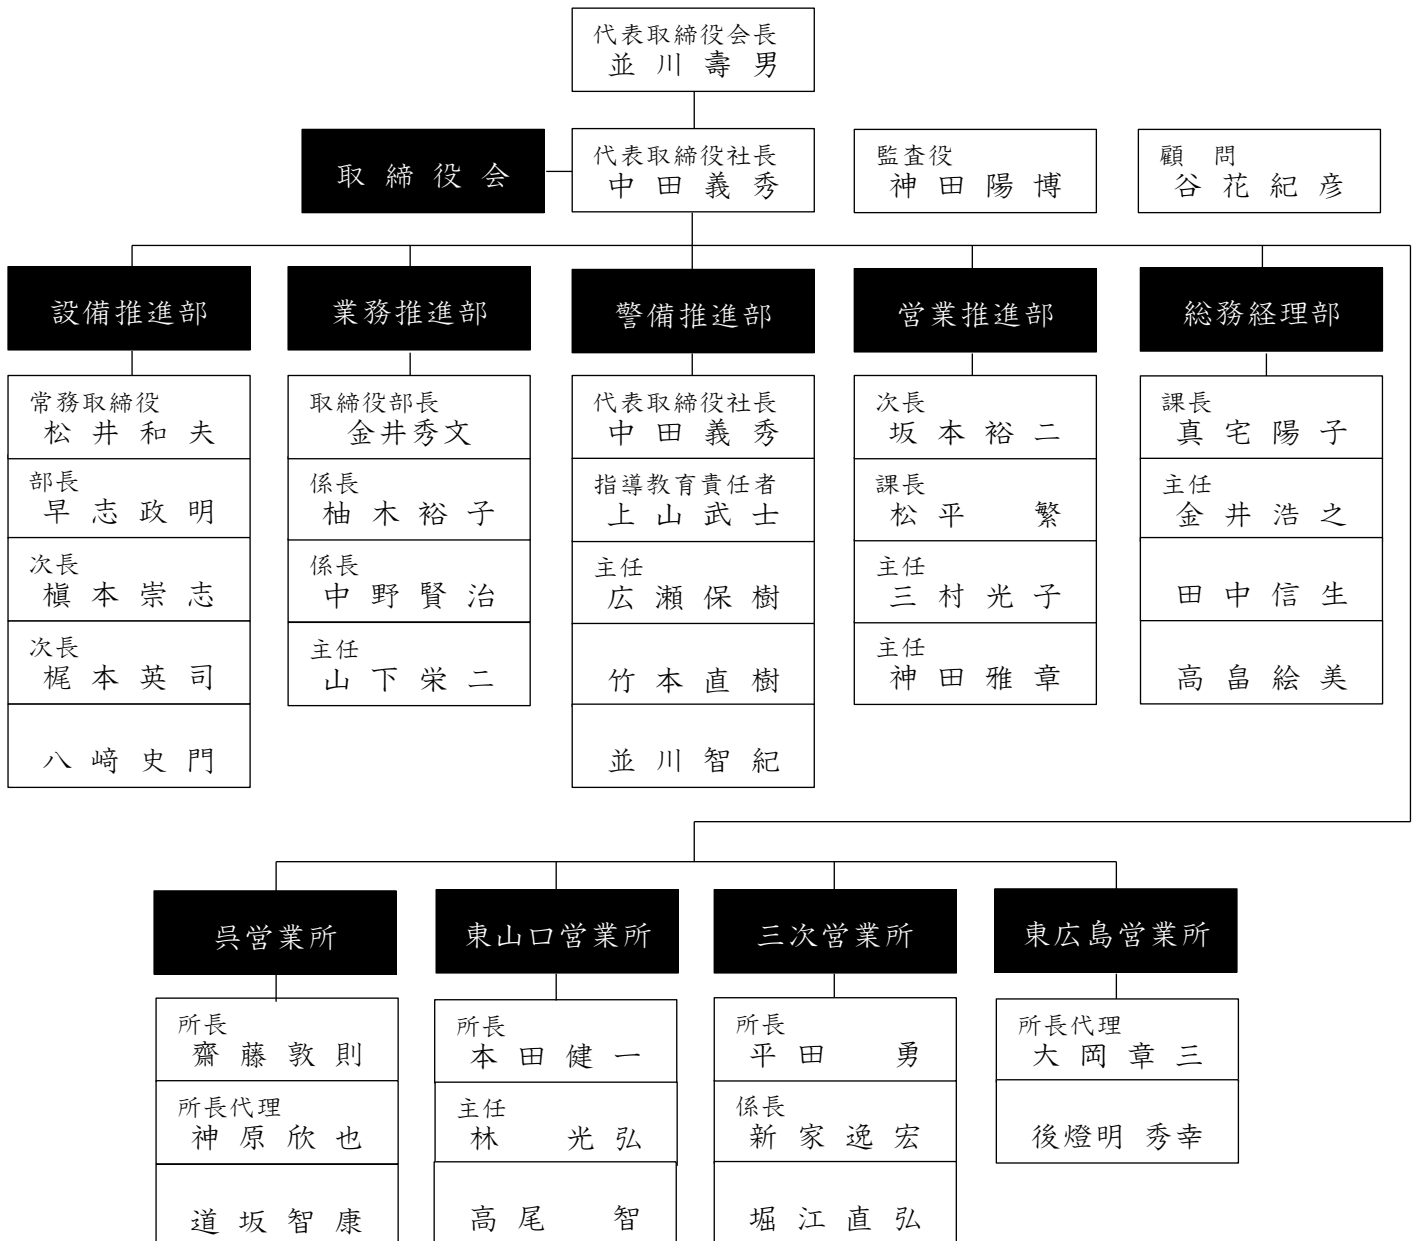 代表取締役会長
並川壽男
取締役会
代表取締役社長
中田義秀
監査役
神田陽博
顧問
谷花紀彦
設備推進部
常務取締役
松井和夫
部長
早志政明
次長
槇本崇志
次長
梶本英司
八﨑史門
業務推進部
取締役部長
金井秀文
係長
柚木裕子
係長
中野賢治
主任
山下栄二
警備推進部
代表取締役社長
中田義秀
指導教育責任者
上山武士
主任
広瀬保樹
竹本直樹
並川智紀
営業推進部
次長
坂本裕二
課長
松平 繁
主任
三村光子
主任
神田雅章
総務経理部
課長
真宅陽子
主任
金井浩之
田中信生
高畠絵美
呉営業所
所長
齋藤敦則
所長代理
神原欣也
道坂智康
東山口営業所
所長
本田健一
主任
林 光弘
高尾 智
三次営業所
所長
平田 勇
係長
新家逸宏
堀江直弘
東広島営業所
所長代理
大岡章三
後燈明 秀幸